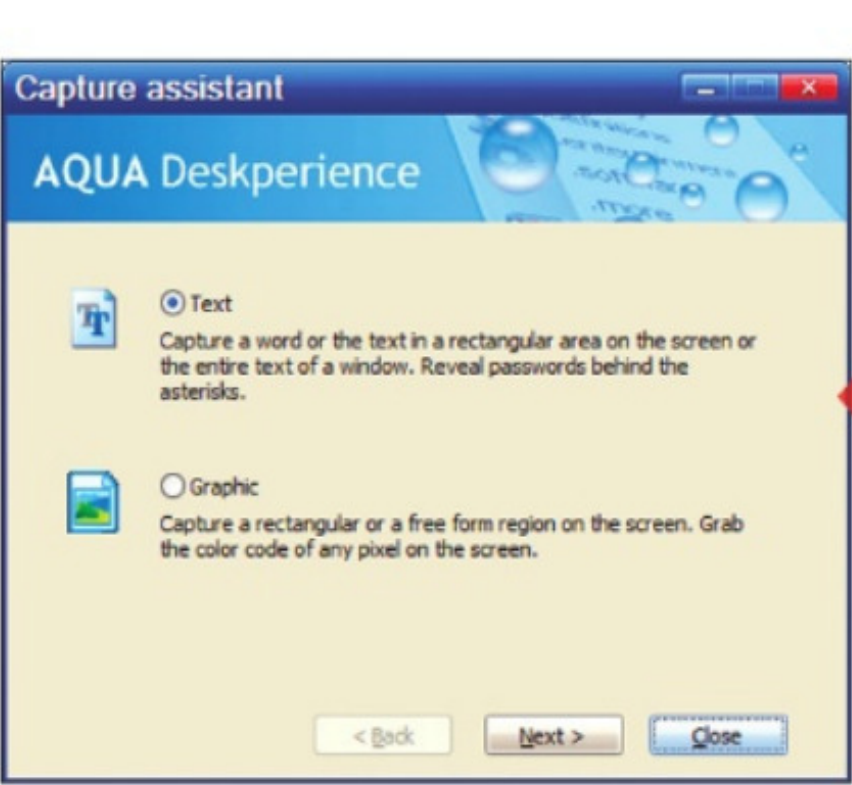 Capture assistant
AQUA Deskperience
Text
Capture a word or the text in a rectangular area on the screen or
the entire text of a window. Reveal passwords behind the
asterisks.
Graphic
Capture a rectangular or a free form region on the screen. Grab
the color code of any pixel on the screen.
< Back
Next >
Close